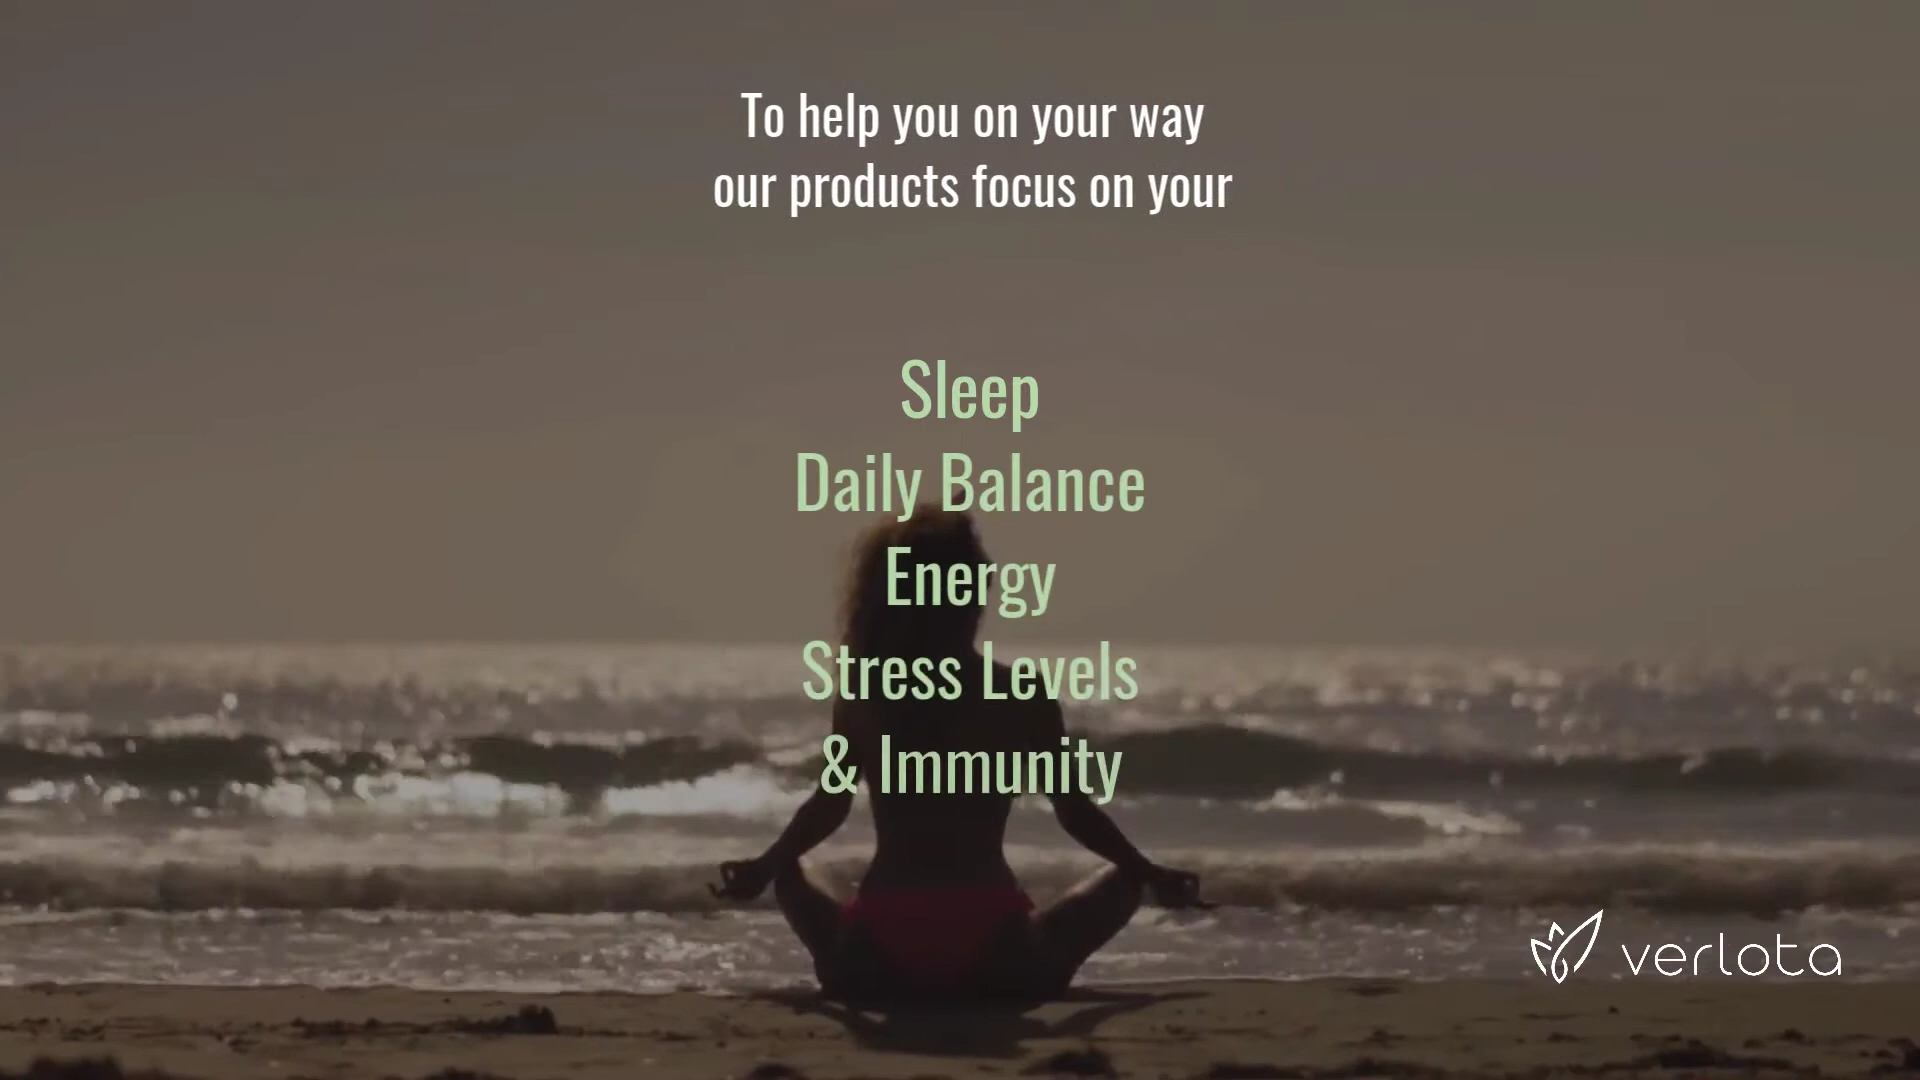 To help you on your way
our products focus on your
Sleep
Daily Balance
Energy
Stress Levels
& Immunity
verlota